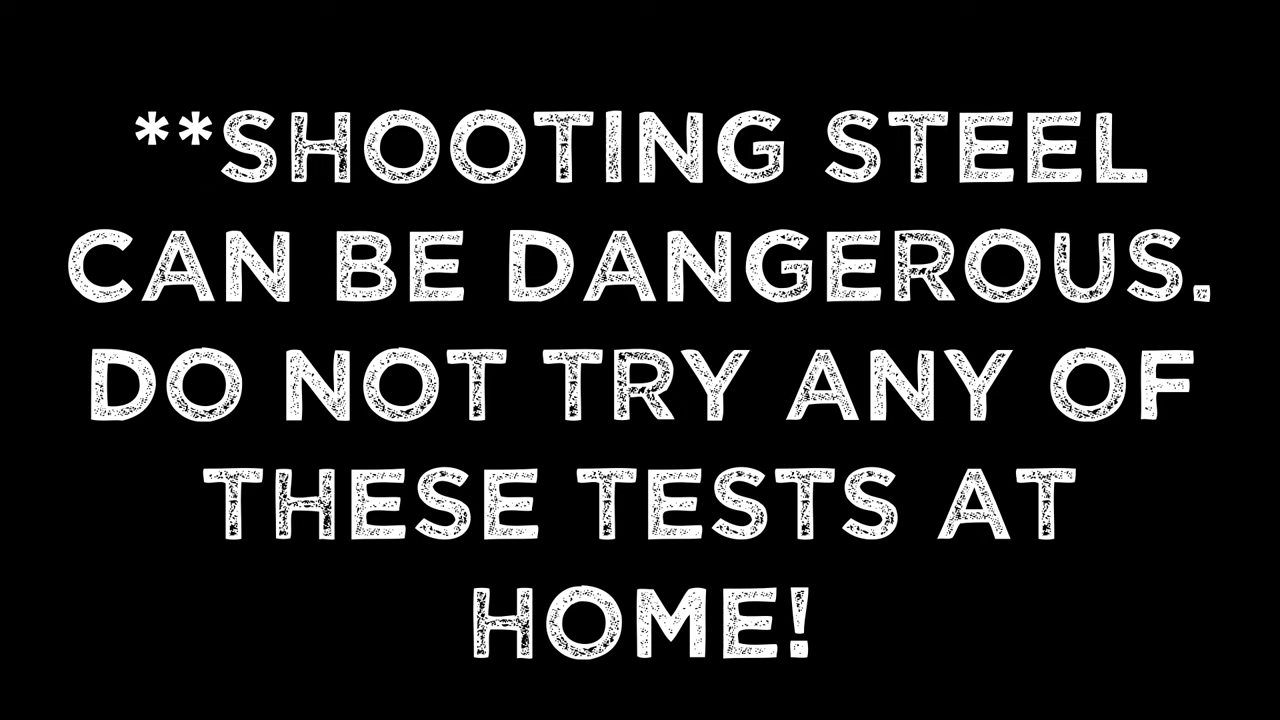 **SHOOTING STEEL
CAN BE DANGEROUS.
DO NOT TRY ANY OF
THESE TESTS AT
HOME!